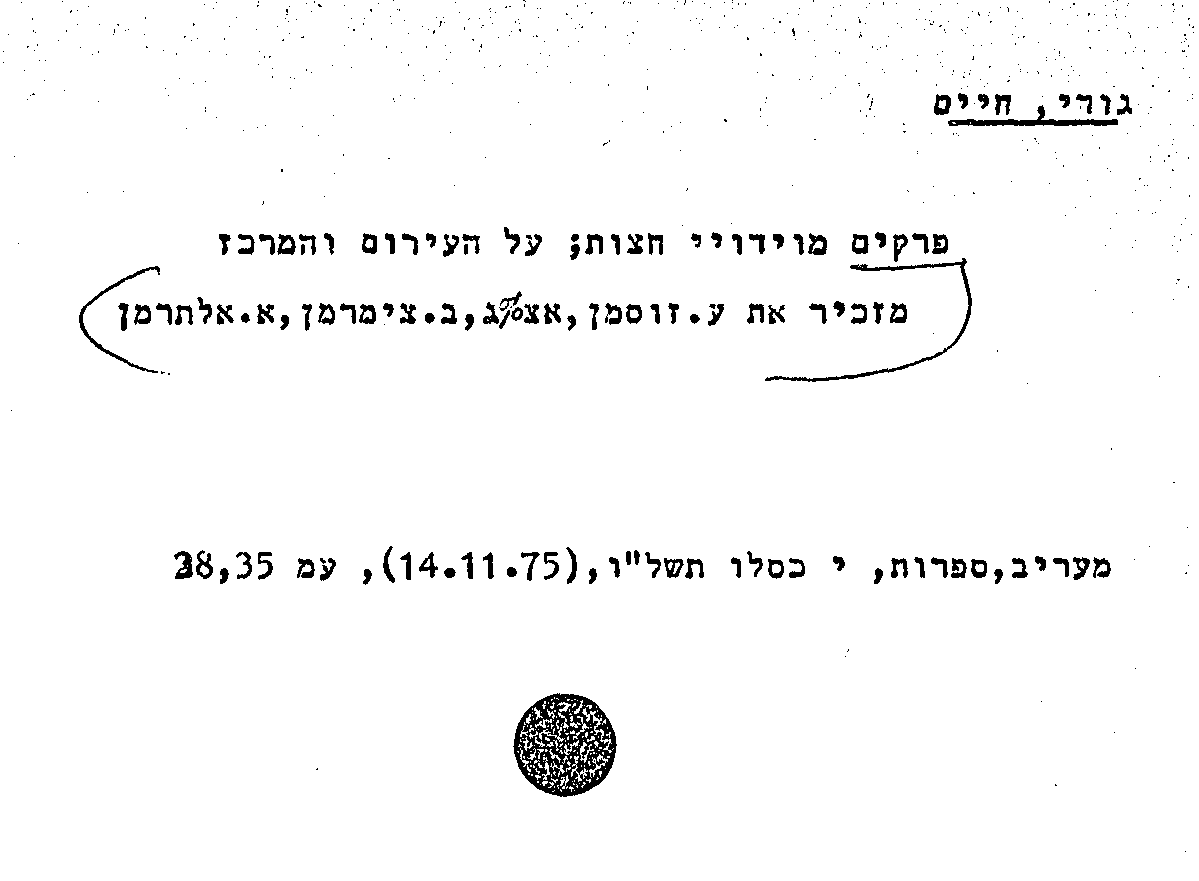 גורי, חיים
פרקים מוידויי חצות; על העירום והמרכז
מזכיר את ע.זוסמן,אצ%ג,ב.צימרמן,א.אלתרמן
מעריב,ספרות, י כסלו תשל"ו,(14.11.75), עמ 35,38